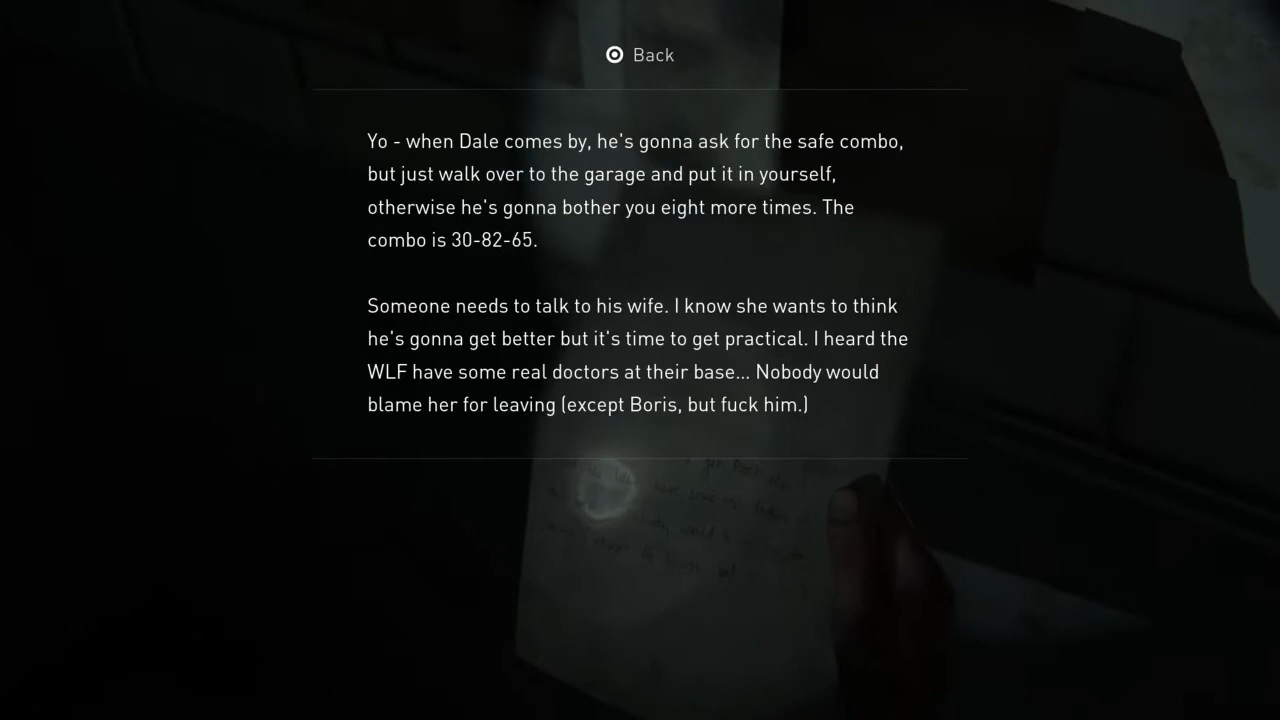 Back
Yo - when Dale comes by, he's gonna ask for the safe combo,
but just walk over to the garage and put it in yourself,
otherwise he's gonna bother you eight more times. The
combo is 30-82-65.
Someone needs to talk to his wife. I know she wants to think
he's gonna get better but it's time to get practical. I heard the
WLF have some real doctors at their base... Nobody would
blame her for leaving (except Boris, but fuck him.)